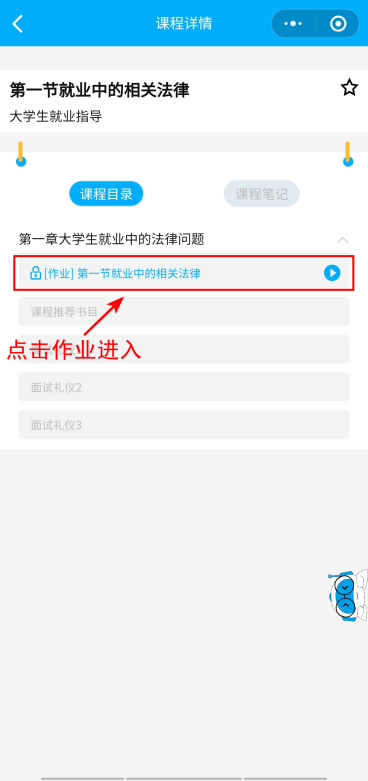 课程详情
第一节就业中的相关法律
大学生就业指导
课程目录
课程笔记
第一章大学生就业中的法律问题
[作业] 第一节就业中的相关法律
课程推荐书目
点击作业进入
面试礼仪2
面试礼仪3